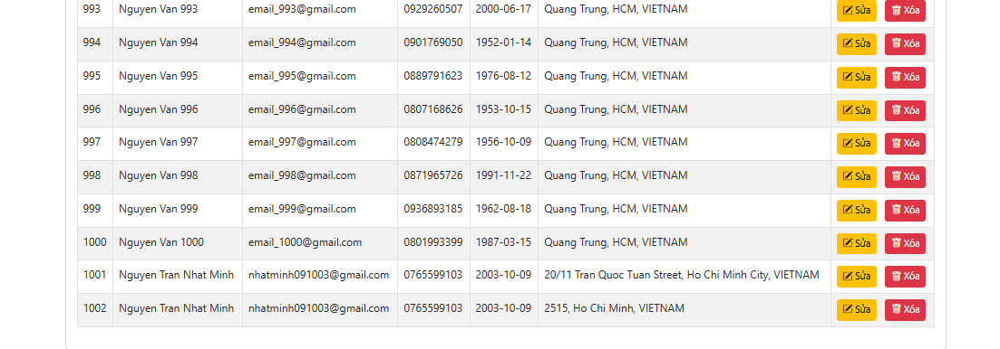 993 Nguyen Van 993 email_993@gmail.com 0929260507 2000-06-17 Quang Trung, HCM, VIETNAM Sửa Xóa
994 Nguyen Van 994 email_994@gmail.com 0901769050 1952-01-14 Quang Trung, HCM, VIETNAM Sửa Xóa
995 Nguyen Van 995 email_995@gmail.com 0889791623 1976-08-12 Quang Trung, HCM, VIETNAM Sửa Xóa
996 Nguyen Van 996 email_996@gmail.com 0807168626 1953-10-15 Quang Trung, HCM, VIETNAM Sửa Xóa
997 Nguyen Van 997 email_997@gmail.com 0808474279 1956-10-09 Quang Trung, HCM, VIETNAM Sửa Xóa
998 Nguyen Van 998 email_998@gmail.com 0871965726 1991-11-22 Quang Trung, HCM, VIETNAM Sửa Xóa
999 Nguyen Van 999 email_999@gmail.com 0936893185 1962-08-18 Quang Trung, HCM, VIETNAM Sửa Xóa
1000 Nguyen Van 1000 email_1000@gmail.com 0801993399 1987-03-15 Quang Trung, HCM, VIETNAM Sửa Xóa
1001 Nguyen Tran Nhat Minh nhatminh091003@gmail.com 0765599103 2003-10-09 20/11 Tran Quoc Tuan Street, Ho Chi Minh City, VIETNAM Sửa Xóa
1002 Nguyen Tran Nhat Minh nhatminh091003@gmail.com 0765599103 2003-10-09 2515, Ho Chi Minh, VIETNAM Sửa Xóa